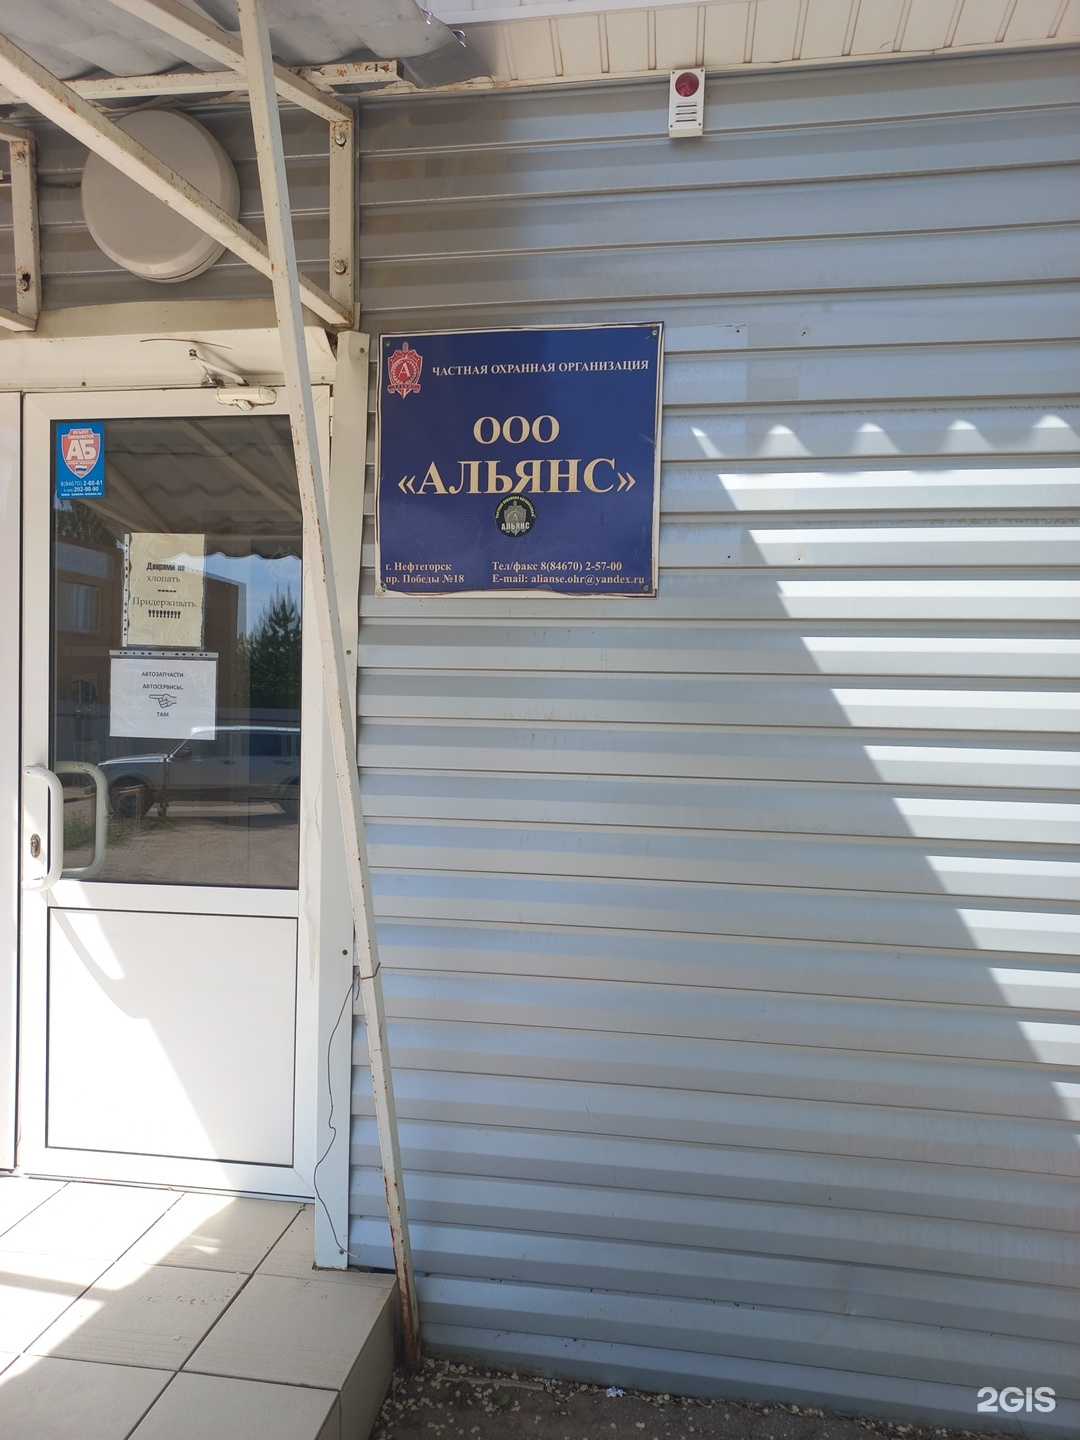 ЧАСТНАЯ ОХРАННАЯ ОРГАНИЗАЦИЯ
ООО
«АЛЬЯНС»
АЛЬЯНС
г. Нефтегорск
пр. Победы №18
Тел/факс 8(84670) 2-57-00
E-mail: alianse.ohr@yandex.ru
АБ
Дверями не
хлопать
Придерживать
!!!!!!!!!
АВТОЗАПЧАСТИ
АВТОСЕРВИСЫ,
ТАМ
2GIS